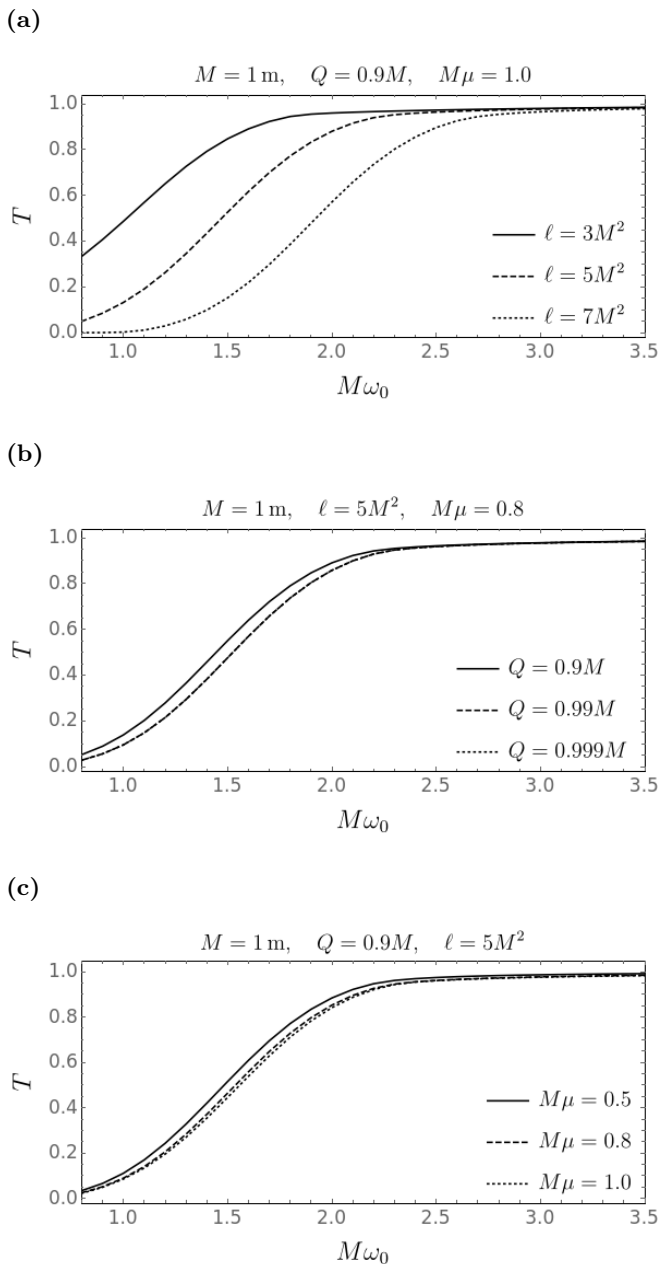 (a)
M = 1 m, Q = 0.9M, Mμ = 1.0
1.0
0.8
0.6
0.4
0.2
0.0
T
ℓ = 3M²
ℓ = 5M²
ℓ = 7M²
1.0 1.5 2.0 2.5 3.0 3.5
Mω₀
(b)
M = 1 m, ℓ = 5M², Mμ = 0.8
1.0
0.8
0.6
0.4
0.2
0.0
T
Q = 0.9M
Q = 0.99M
Q = 0.999M
1.0 1.5 2.0 2.5 3.0 3.5
Mω₀
(c)
M = 1 m, Q = 0.9M, ℓ = 5M²
1.0
0.8
0.6
0.4
0.2
0.0
T
Mμ = 0.5
Mμ = 0.8
Mμ = 1.0
1.0 1.5 2.0 2.5 3.0 3.5
Mω₀